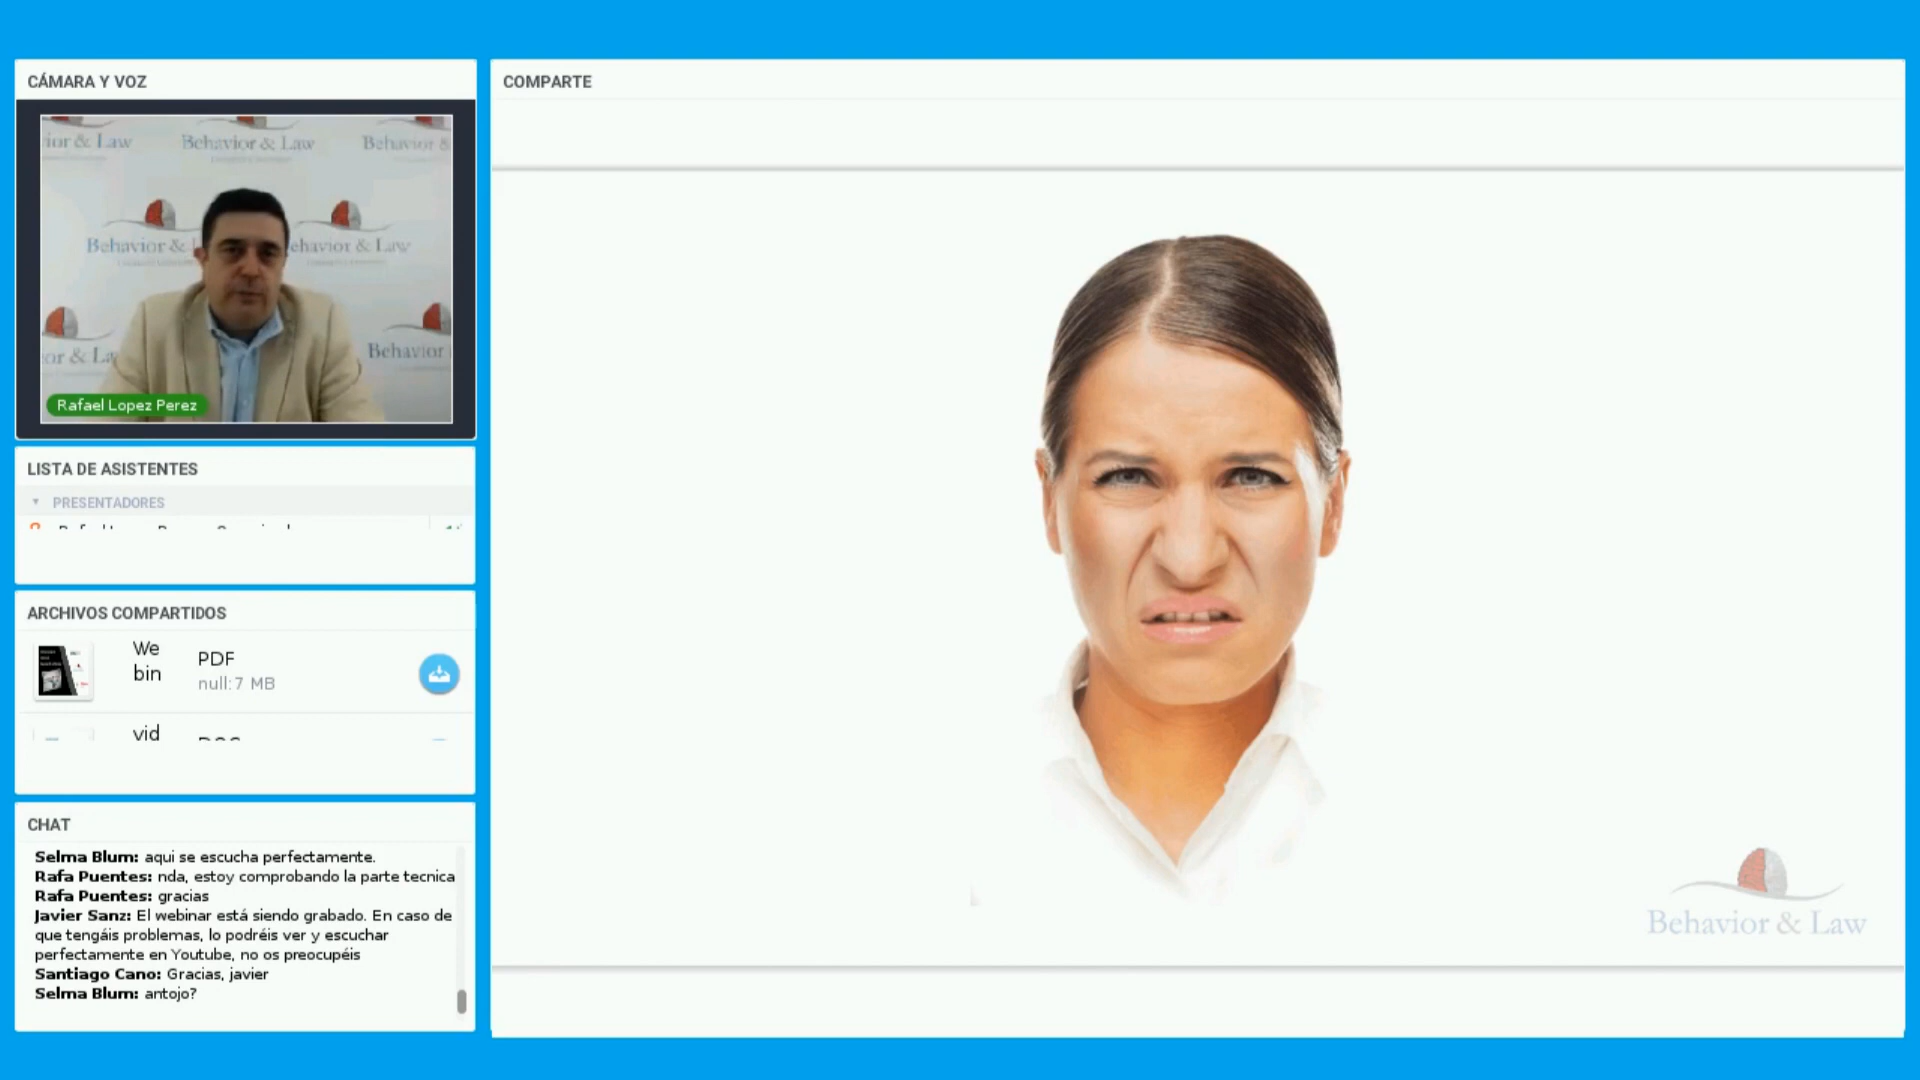 CÁMARA Y VOZ
ior & Law
Behavior & Law
Behavior &
Behavior &
ehavior & Law
or & La
Behavior
Rafael Lopez Perez
LISTA DE ASISTENTES
PRESENTADORES
ARCHIVOS COMPARTIDOS
We
bin
PDF
null:7 MB
vid
CHAT
Selma Blum: aqui se escucha perfectamente.
Rafa Puentes: nda, estoy comprobando la parte tecnica
Rafa Puentes: gracias
Javier Sanz: El webinar está siendo grabado. En caso de
que tengáis problemas, lo podréis ver y escuchar
perfectamente en Youtube, no os preocupéis
Santiago Cano: Gracias, javier
Selma Blum: antojo?
COMPARTE
Behavior & Law